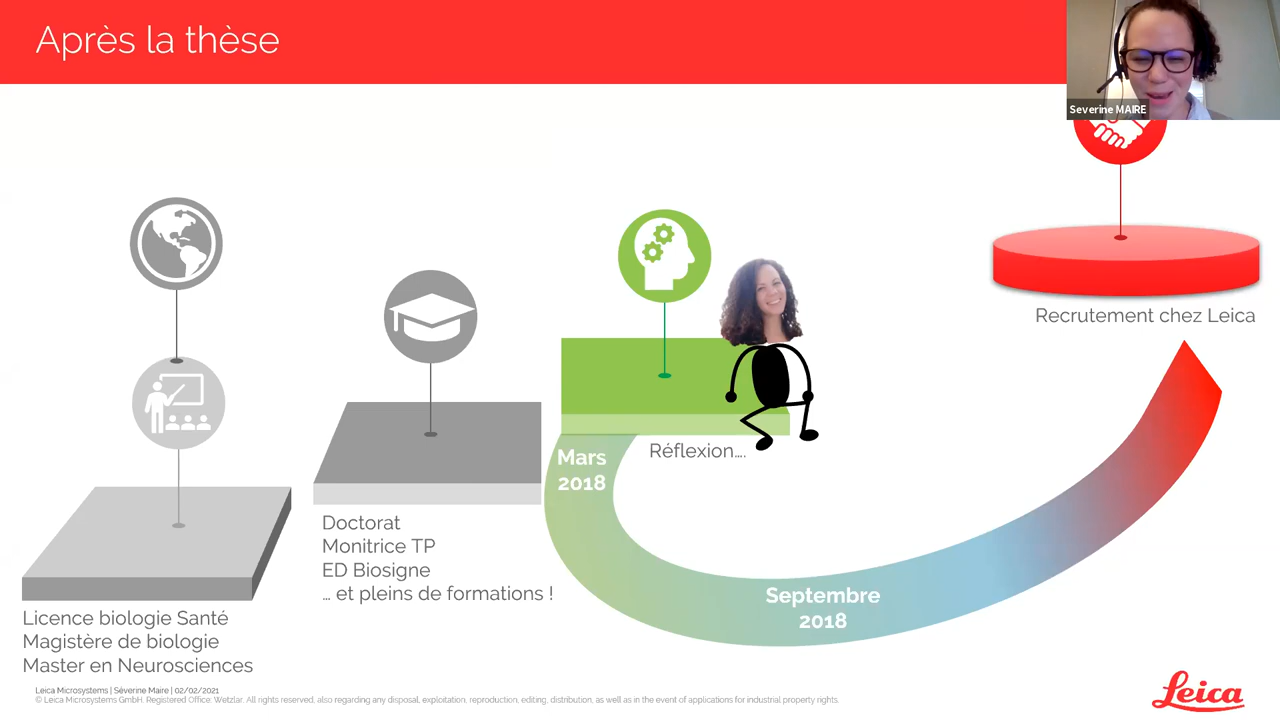 Après la thèse
Severine MAIRE
Recrutement chez Leica
Mars
2018
Réflexion....
Doctorat
Monitrice TP
ED Biosigne
... et pleins de formations !
Septembre
2018
Licence biologie Santé
Magistère de biologie
Master en Neurosciences
Leica Microsystems | Séverine Maire | 02/02/2021
© Leica Microsystems GmbH. Registered Office: Wetzlar. All rights reserved, also regarding any disposal, exploitation, reproduction, editing, distribution, as well as in the event of applications for industrial property rights.
Leica
MICROSYSTEMS